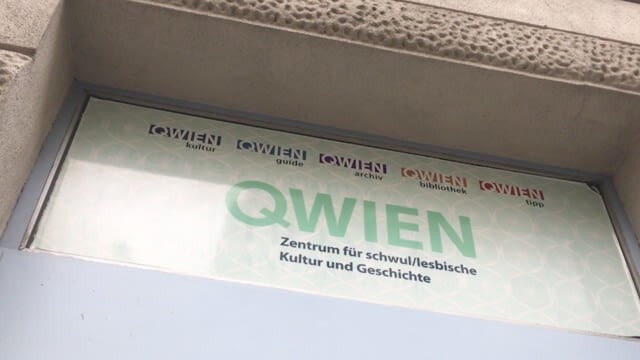 QWIEN kultur
QWIEN guide
QWIEN archiv
QWIEN bibliothek
QWIEN tipp
QWIEN
Zentrum für schwul/lesbische
Kultur und Geschichte